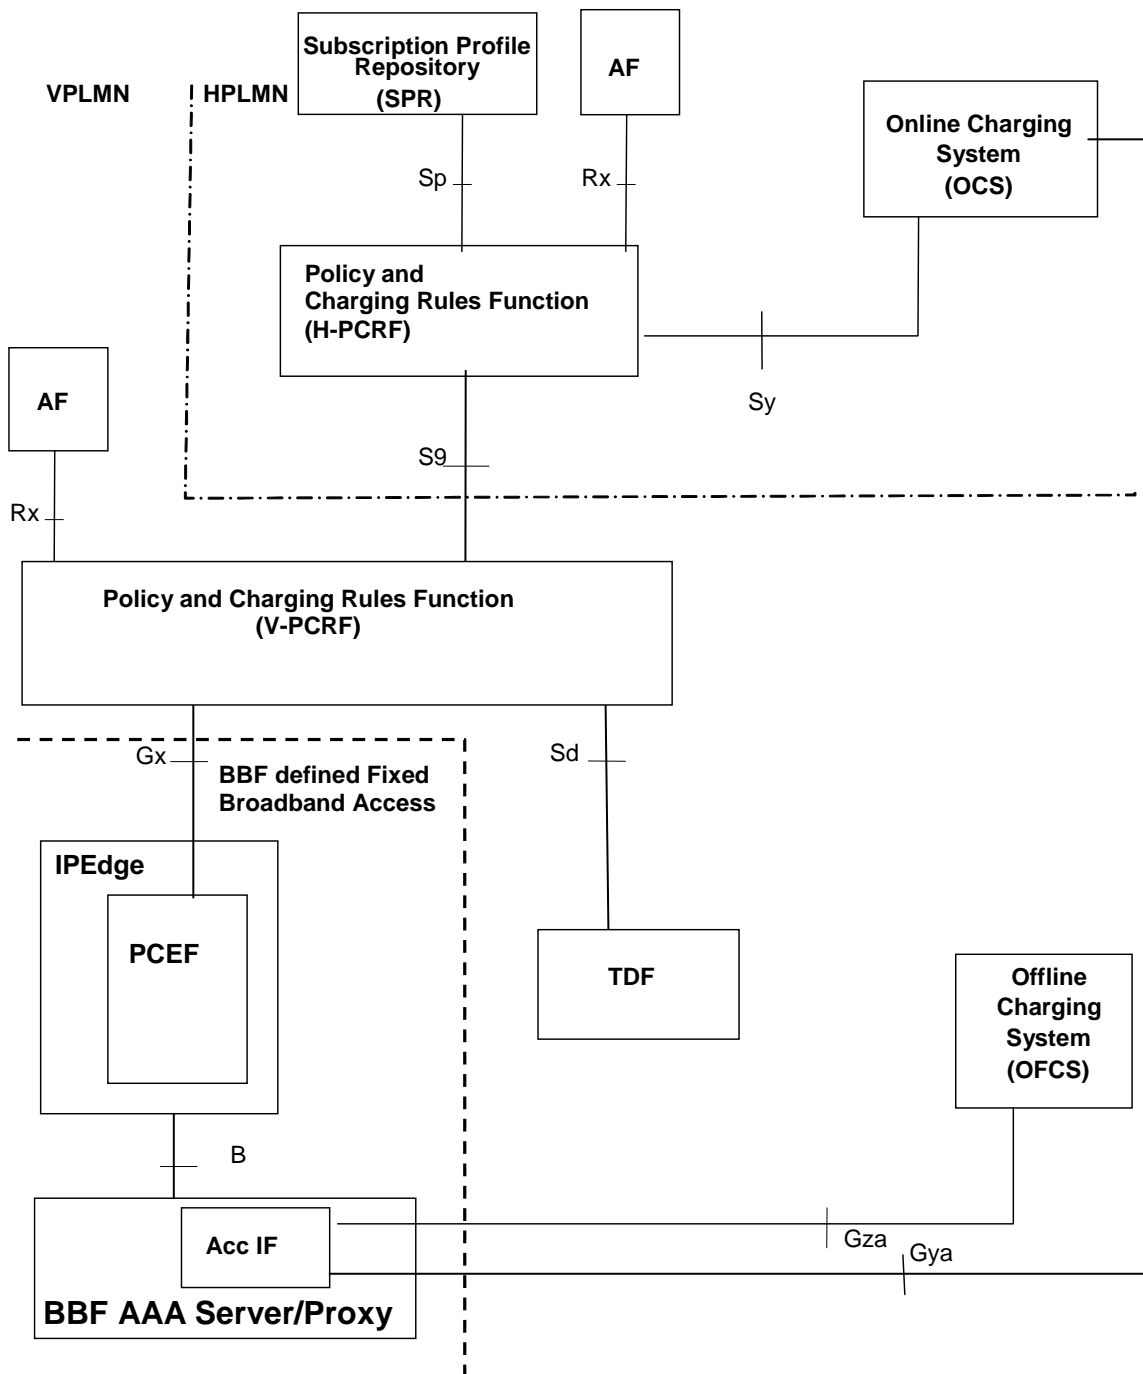 Subscription Profile
Repository
(SPR)
AF
VPLMN
HPLMN
Online Charging
System
(OCS)
Sp
Rx
Policy and
Charging Rules Function
(H-PCRF)
Sy
AF
S9
Rx
Policy and Charging Rules Function
(V-PCRF)
Gx
Sd
BBF defined Fixed
Broadband Access
IPEdge
PCEF
TDF
Offline
Charging
System
(OFCS)
B
Acc IF
Gza
Gya
BBF AAA Server/Proxy